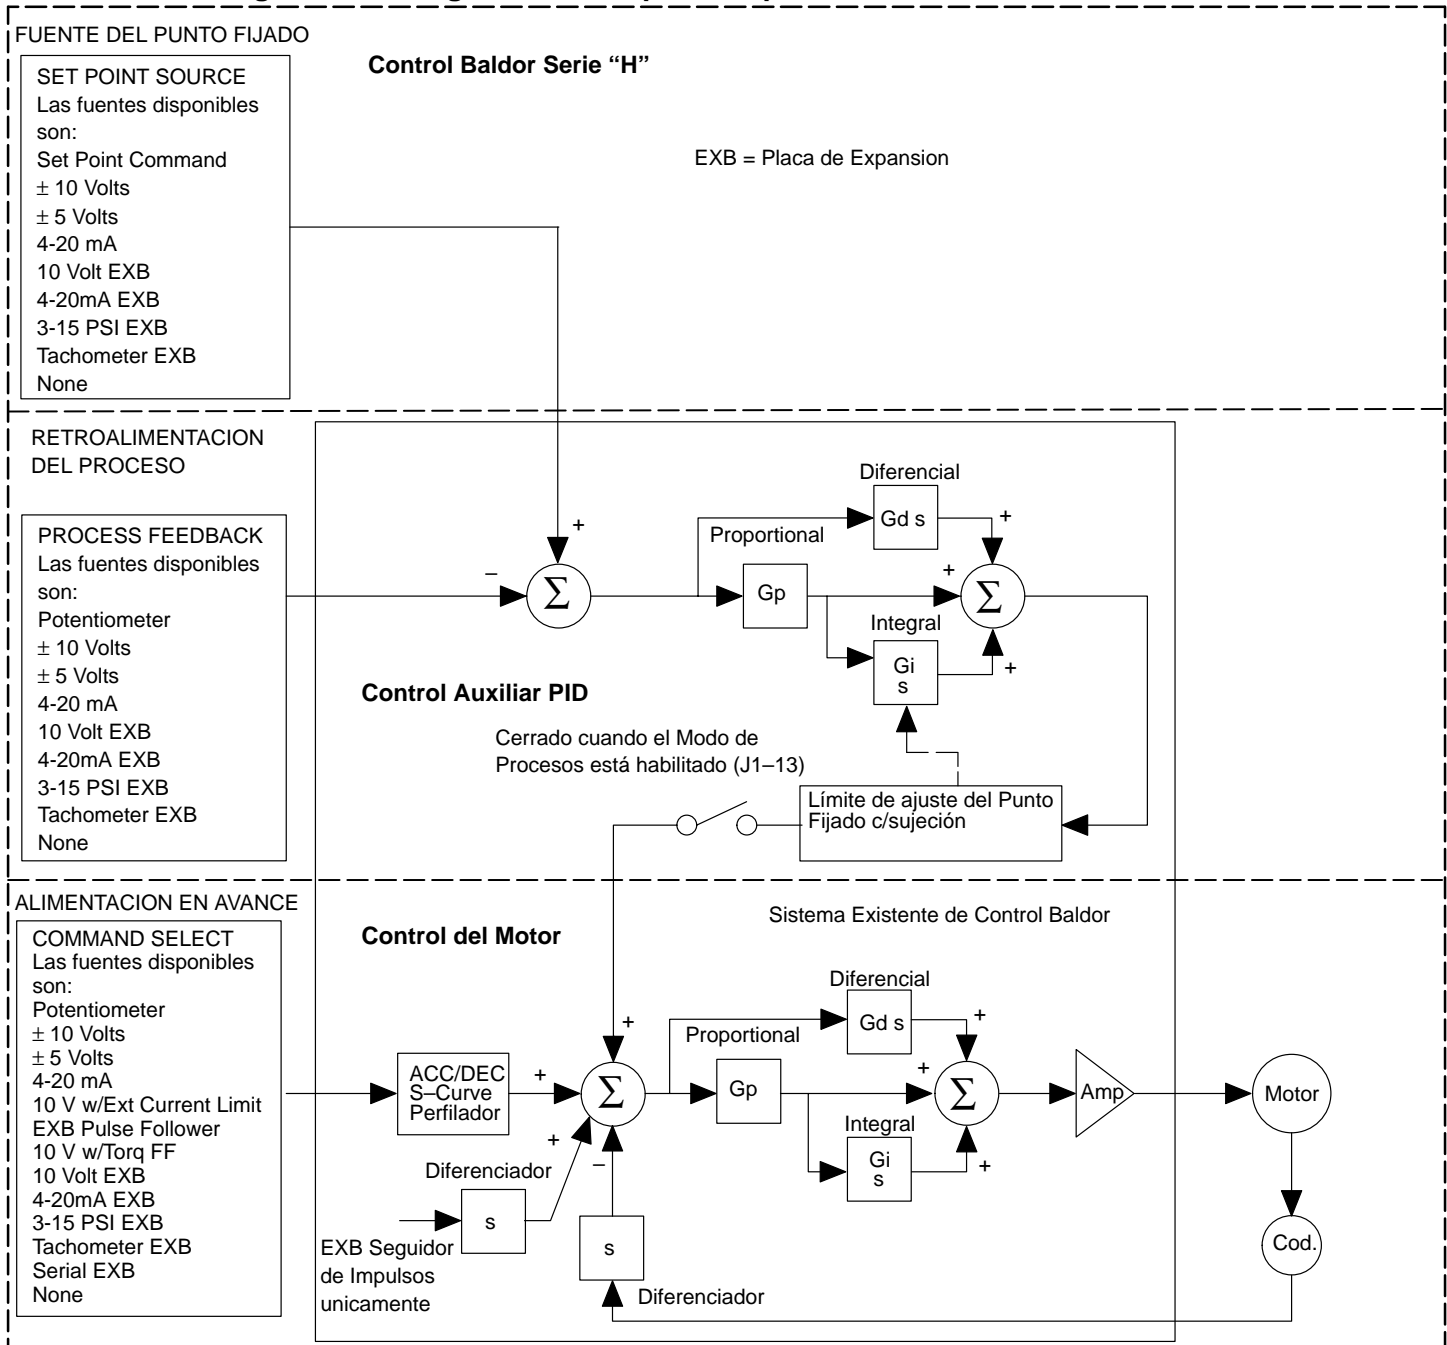 FUENTE DEL PUNTO FIJADO
Control Baldor Serie “H”
SET POINT SOURCE
Las fuentes disponibles
son:
Set Point Command
± 10 Volts
± 5 Volts
4-20 mA
10 Volt EXB
4-20mA EXB
3-15 PSI EXB
Tachometer EXB
None
EXB = Placa de Expansion
RETROALIMENTACION
DEL PROCESO
PROCESS FEEDBACK
Las fuentes disponibles
son:
Potentiometer
± 10 Volts
± 5 Volts
4-20 mA
10 Volt EXB
4-20mA EXB
3-15 PSI EXB
Tachometer EXB
None
+
–
Σ
Proportional
Gp
Diferencial
Gd s
Integral
Gi
s
+
+
+
Σ
Control Auxiliar PID
Cerrado cuando el Modo de
Procesos está habilitado (J1–13)
Límite de ajuste del Punto
Fijado c/sujeción
ALIMENTACION EN AVANCE
COMMAND SELECT
Las fuentes disponibles
son:
Potentiometer
± 10 Volts
± 5 Volts
4-20 mA
10 V w/Ext Current Limit
EXB Pulse Follower
10 V w/Torq FF
10 Volt EXB
4-20mA EXB
3-15 PSI EXB
Tachometer EXB
Serial EXB
None
Control del Motor
Sistema Existente de Control Baldor
ACC/DEC
S–Curve
Perfilador
+
+
+
–
Σ
Diferenciador
s
EXB Seguidor
de Impulsos
unicamente
s
Diferenciador
Proportional
Gp
Diferencial
Gd s
Integral
Gi
s
+
+
+
Σ
Amp
Motor
Cod.